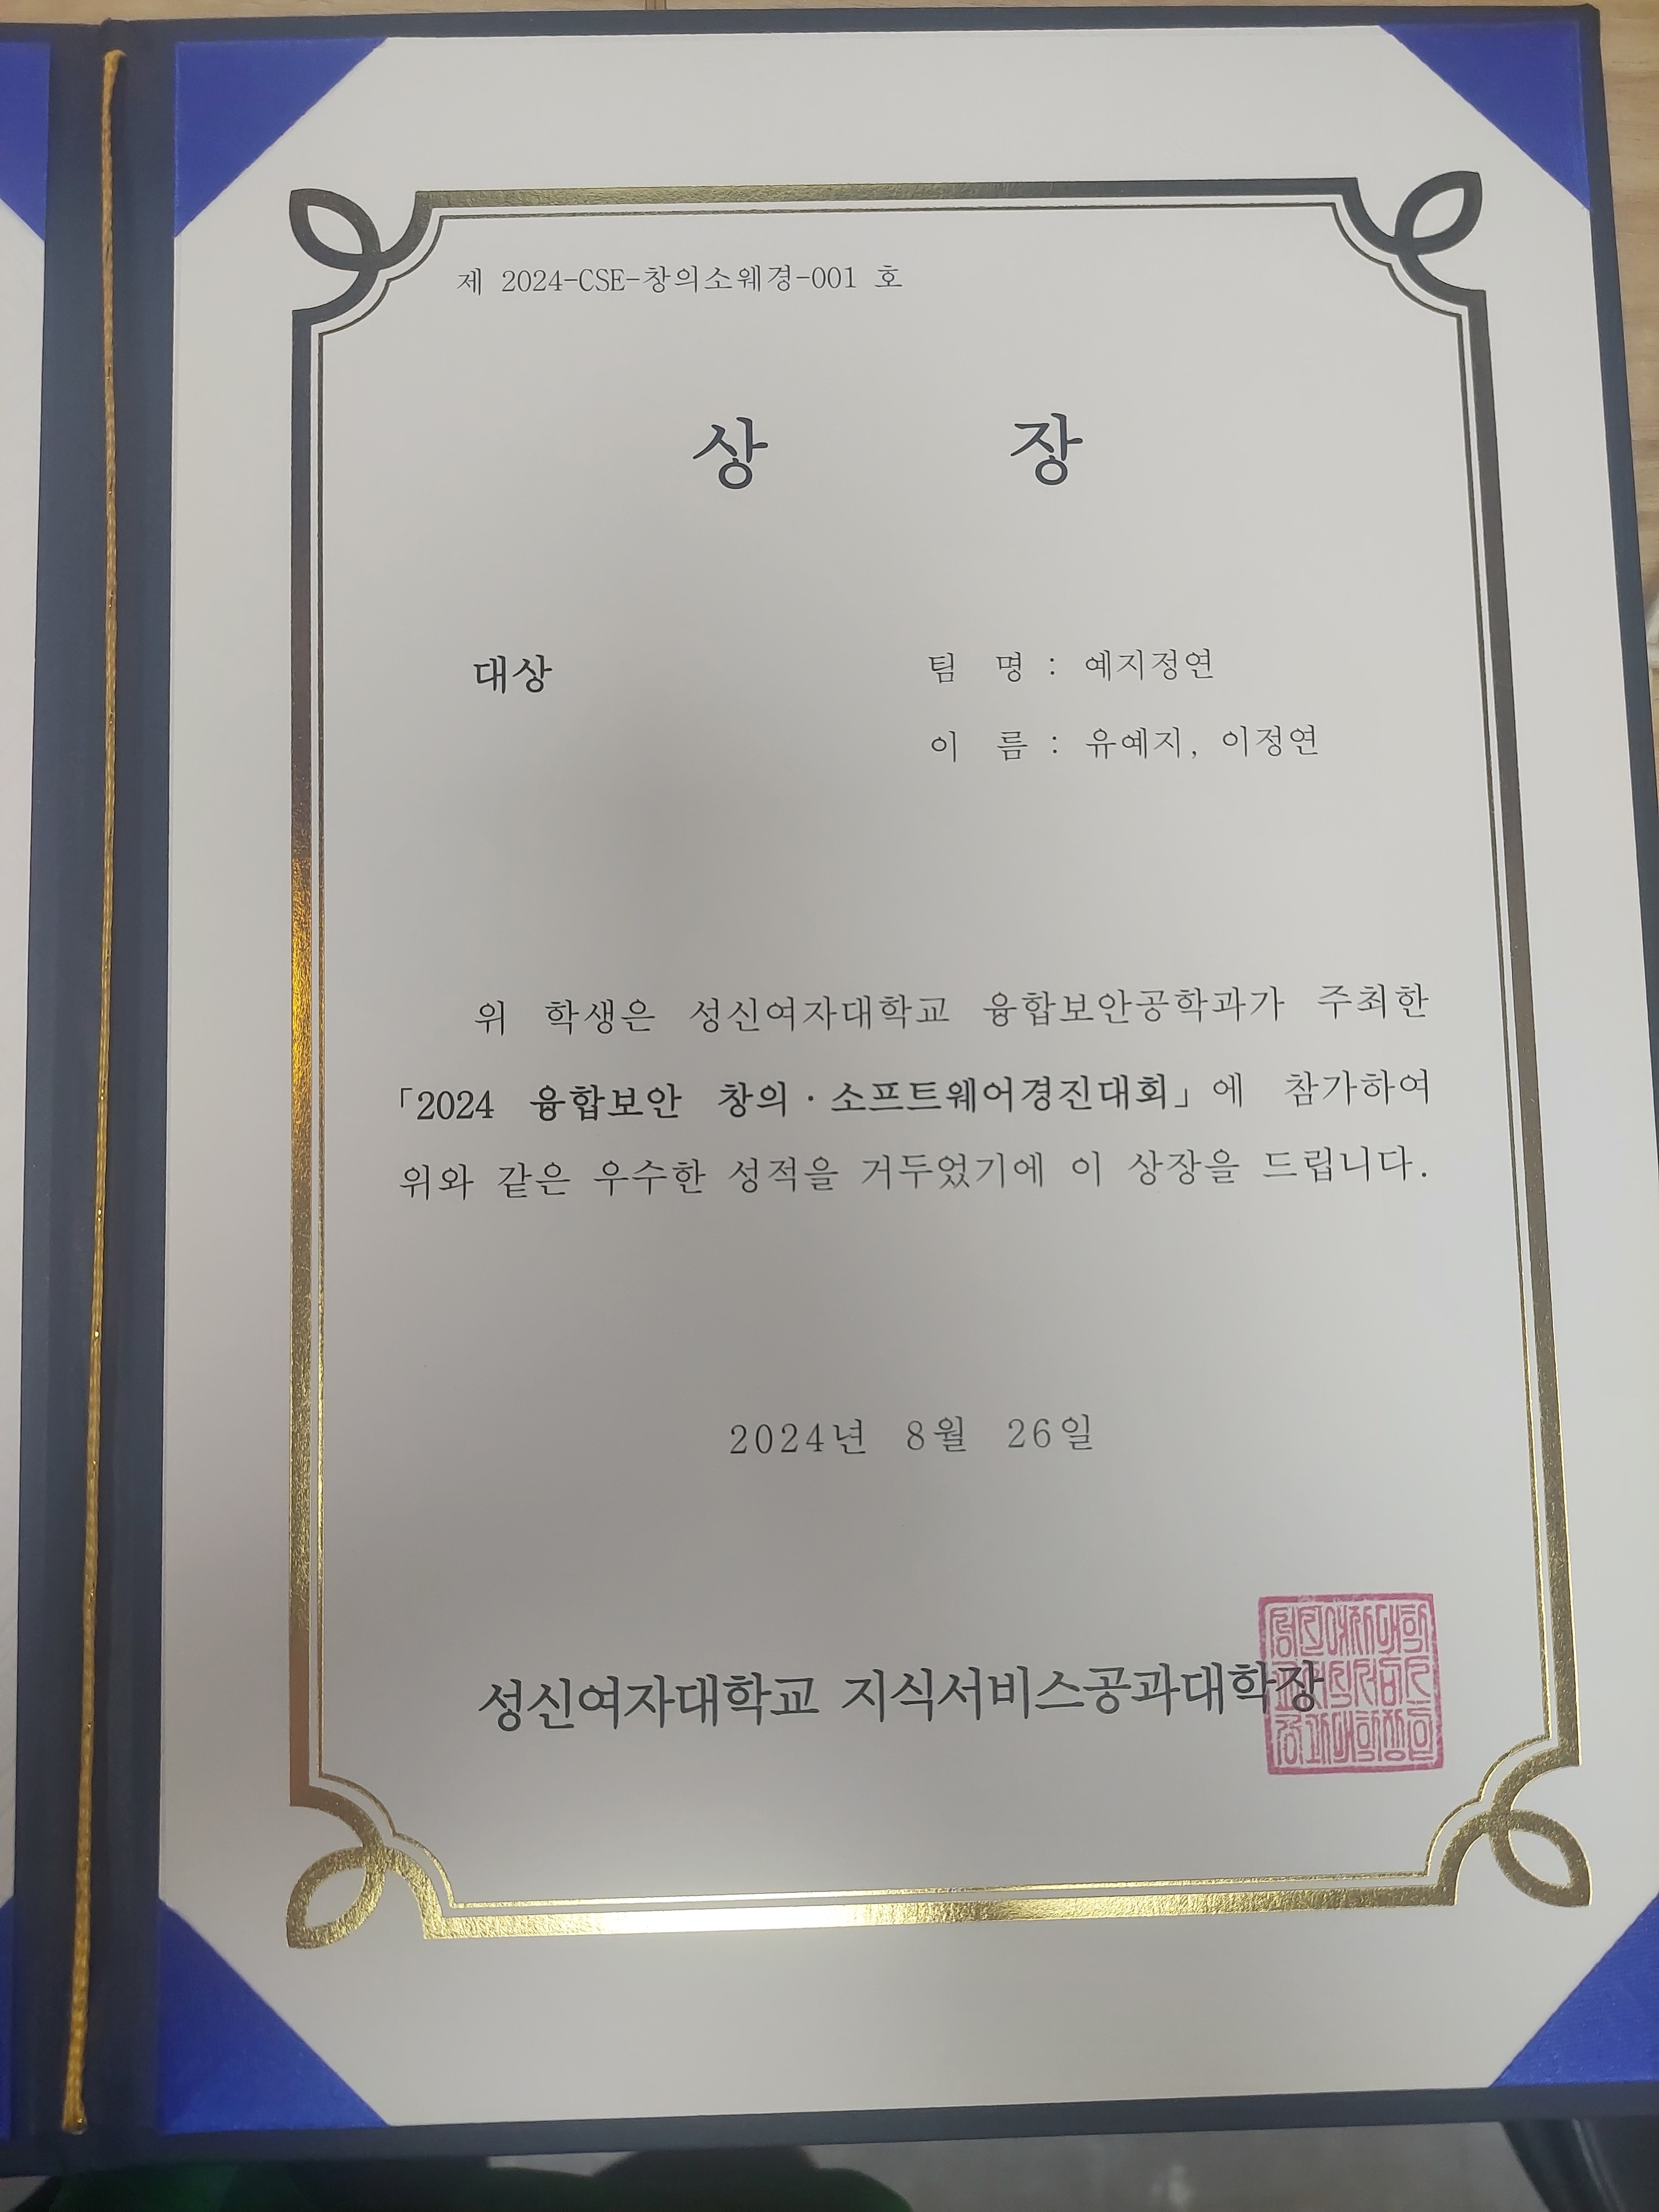 제 2024-CSE-창의소웨경-001 호
상 장
대상
팀 명 : 예지정연
이 름 : 유예지, 이정연
위 학생은 성신여자대학교 융합보안공학과가 주최한
「2024 융합보안 창의·소프트웨어경진대회」에 참가하여
위와 같은 우수한 성적을 거두었기에 이 상장을 드립니다.
2024년 8월 26일
성신여자대학교 지식서비스공과대학장